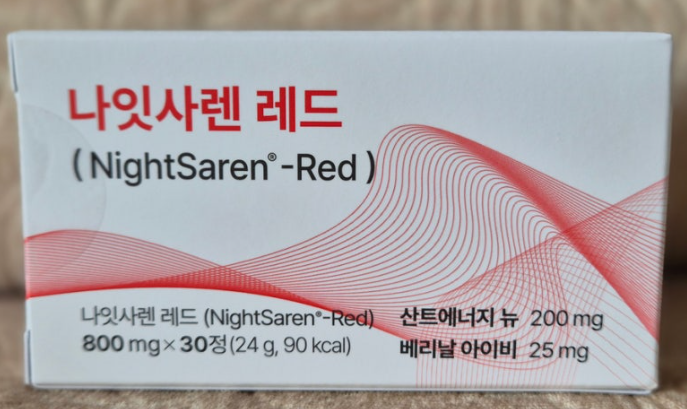 나잇사렌 레드
(NightSaren®-Red)
나잇사렌 레드 (NightSaren®-Red)
800 mg × 30정(24 g, 90 kcal)
산트에너지 뉴 200 mg
베리날 아이비 25 mg